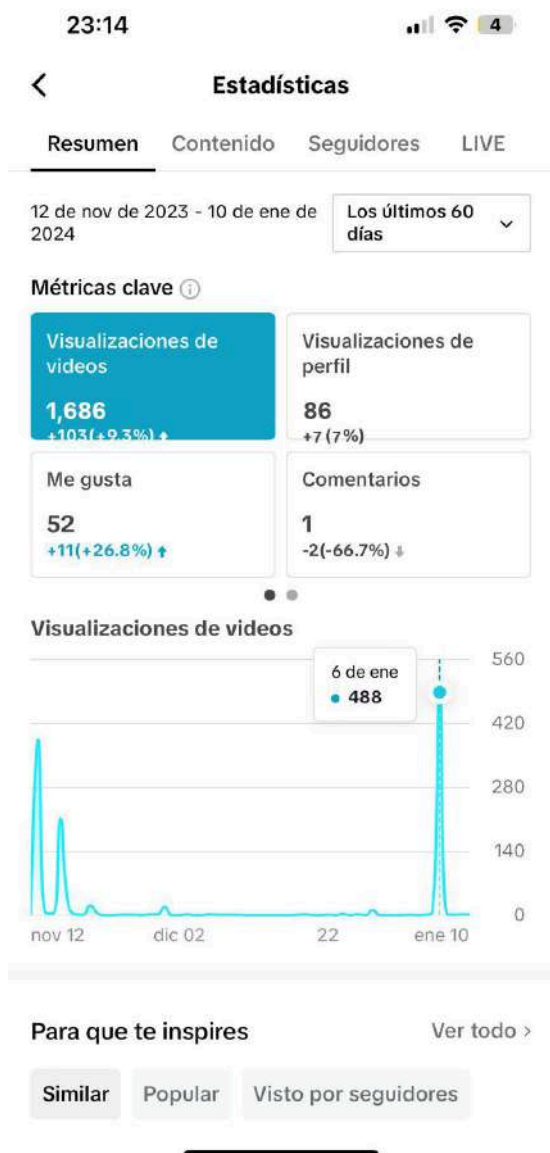 23:14
4
Estadísticas
Resumen Contenido Seguidores LIVE
12 de nov de 2023 - 10 de ene de
2024
Los últimos 60
días
Métricas clave
Visualizaciones de
videos
1,686
+103(+9.3%)
Visualizaciones de
perfil
86
+7 (7%)
Me gusta
52
+11(+26.8%)
Comentarios
1
-2(-66.7%)
Visualizaciones de videos
6 de ene
488
560
420
280
140
0
nov 12 dic 02 22 ene 10
Para que te inspires Ver todo >
Similar Popular Visto por seguidores